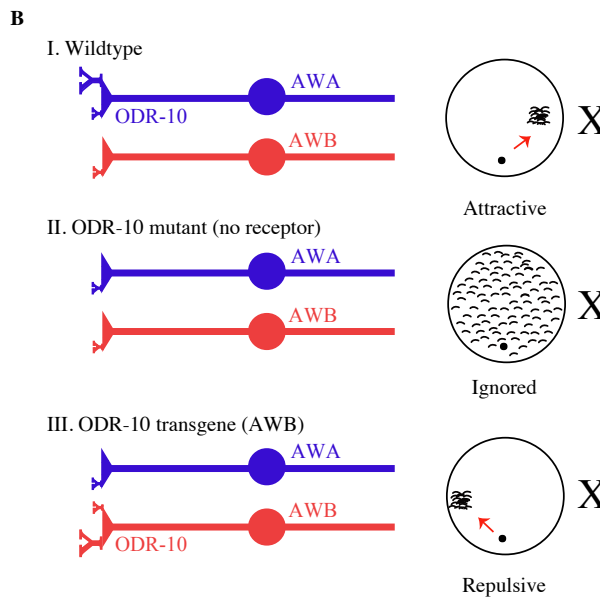 B
I. Wildtype
AWA
ODR-10
AWB
X
Attractive
II. ODR-10 mutant (no receptor)
AWA
AWB
X
Ignored
III. ODR-10 transgene (AWB)
AWA
AWB
ODR-10
X
Repulsive